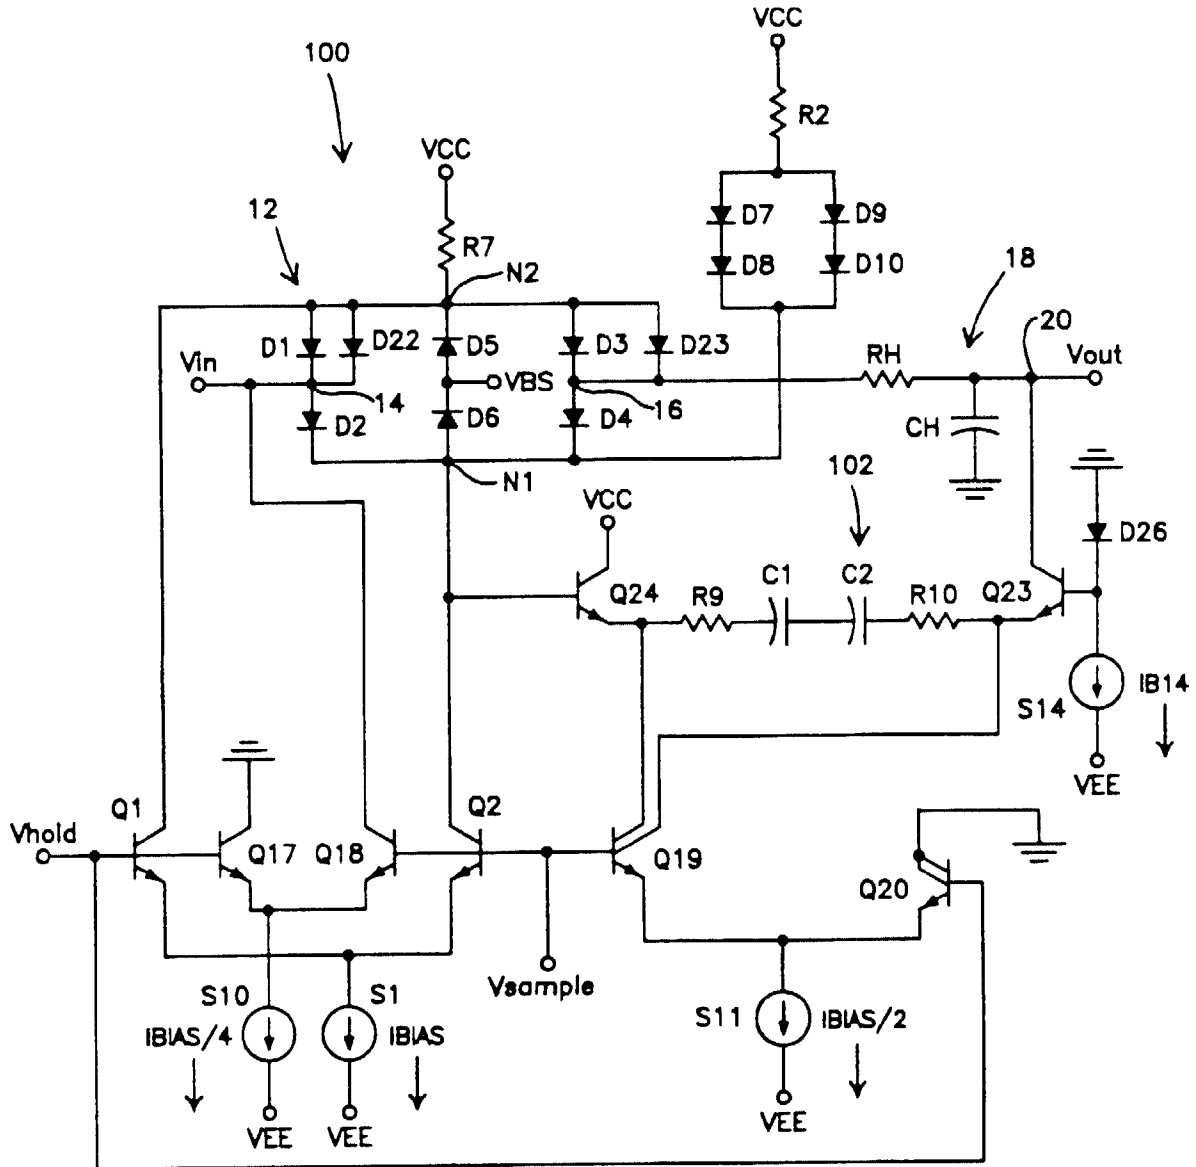 VCC
100
R2
VCC
12
D7
D9
R7
D8
D10
18
N2
20
Vin
D1
D22
D5
D3
D23
RH
Vout
VBS
14
D2
D6
D4
16
CH
N1
VCC
102
D26
Q24
R9
C1
C2
R10
Q23
S14
IB14
VEE
Q1
Q2
Vhold
Q17
Q18
Q19
Q20
Vsample
S10
S1
S11
IBIAS/4
IBIAS
IBIAS/2
VEE
VEE
VEE